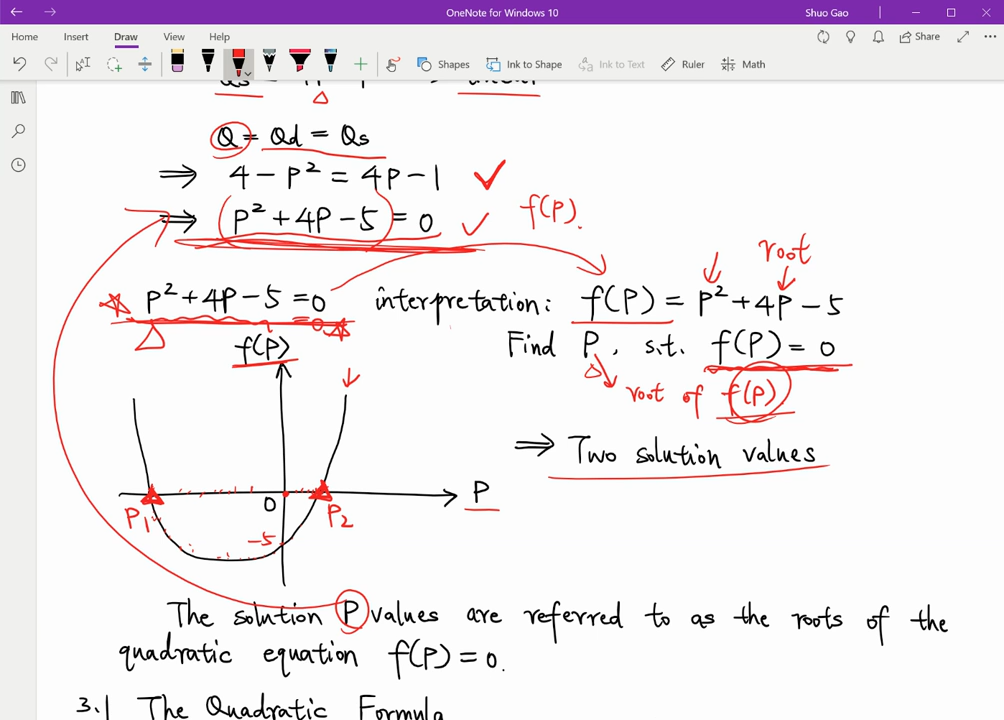 OneNote for Windows 10
Shuo Gao
Home Insert Draw View Help
Share
Shapes Ink to Shape Ink to Text Ruler Math
Qs
Q = Qd = Qs
⇒ 4 - P² = 4P - 1 ✓
⇒ (P² + 4P - 5) = 0 ✓ f(P).
root
P² + 4P - 5 = 0 interpretation: f(P) = P² + 4P - 5
= 0
f(P) Find P, s.t. f(P) = 0
root of f(P)
⇒ Two solution values
0 P
P1 P2
-5
The solution P values are referred to as the roots of the
quadratic equation f(P) = 0.
3.1 The Quadratic Formula